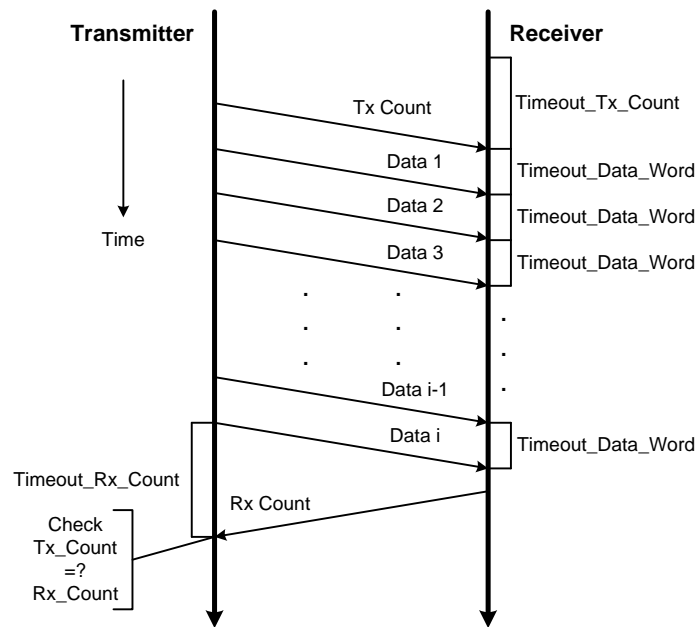 Transmitter
Receiver
Tx Count
Timeout_Tx_Count
Data 1
Timeout_Data_Word
Data 2
Timeout_Data_Word
Time
Data 3
Timeout_Data_Word
Data i-1
Data i
Timeout_Data_Word
Timeout_Rx_Count
Rx Count
Check
Tx_Count
=?
Rx_Count